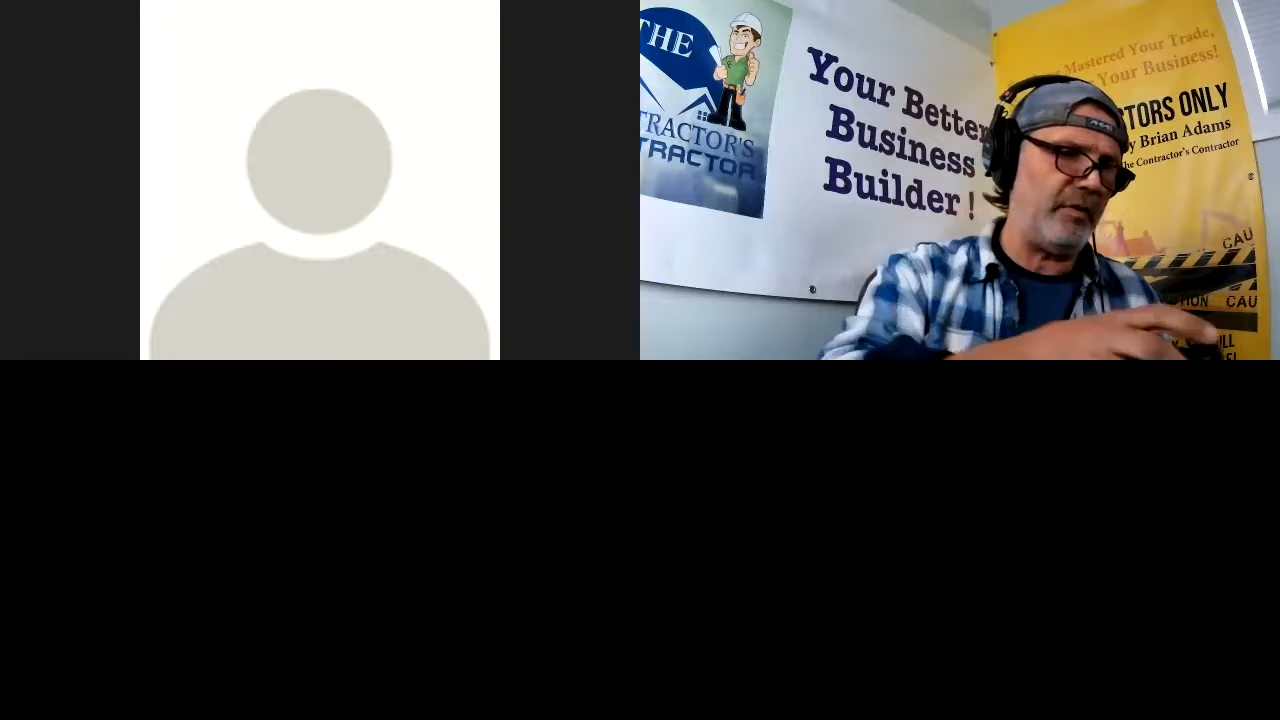 THE
TRACTOR'S
TRACTOR
Your Better
Business
Builder !
Mastered Your Trade,
Your Business!
TORS ONLY
y Brian Adams
The Contractor's Contractor
CAU
CAU